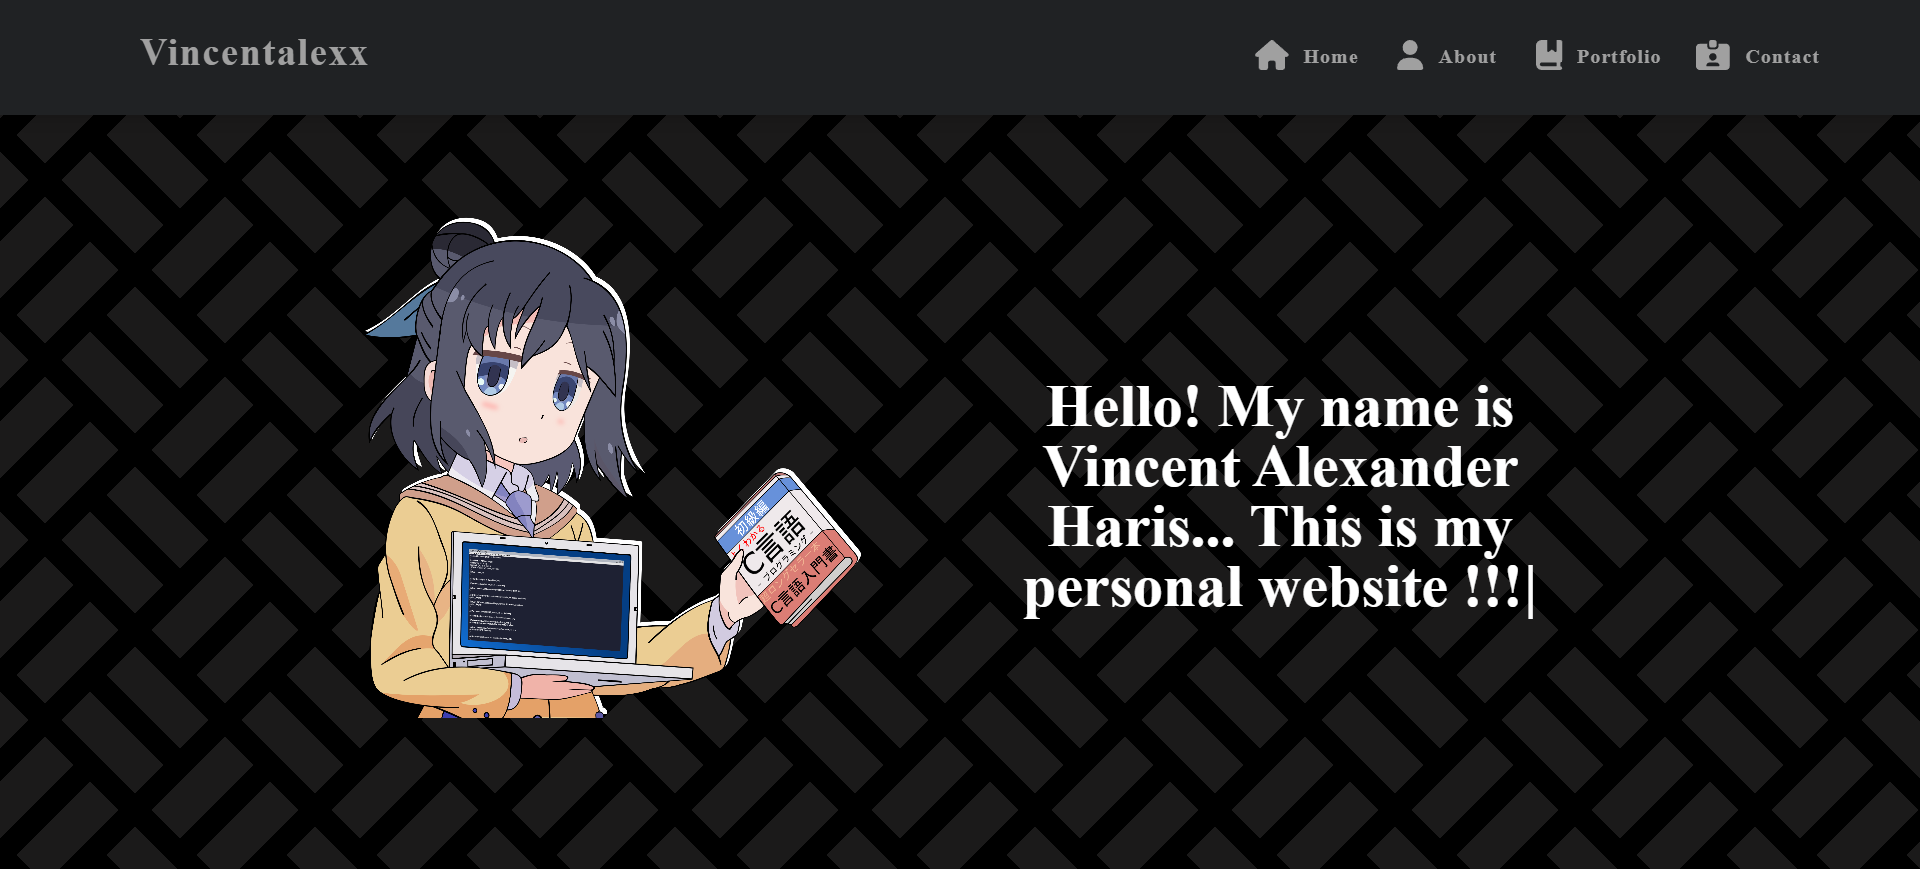 Vincentalexx
Home
About
Portfolio
Contact
Hello! My name is
Vincent Alexander
Haris... This is my
personal website !!!|
初級編
わかる
C言語
プログラミング
C言語入門書